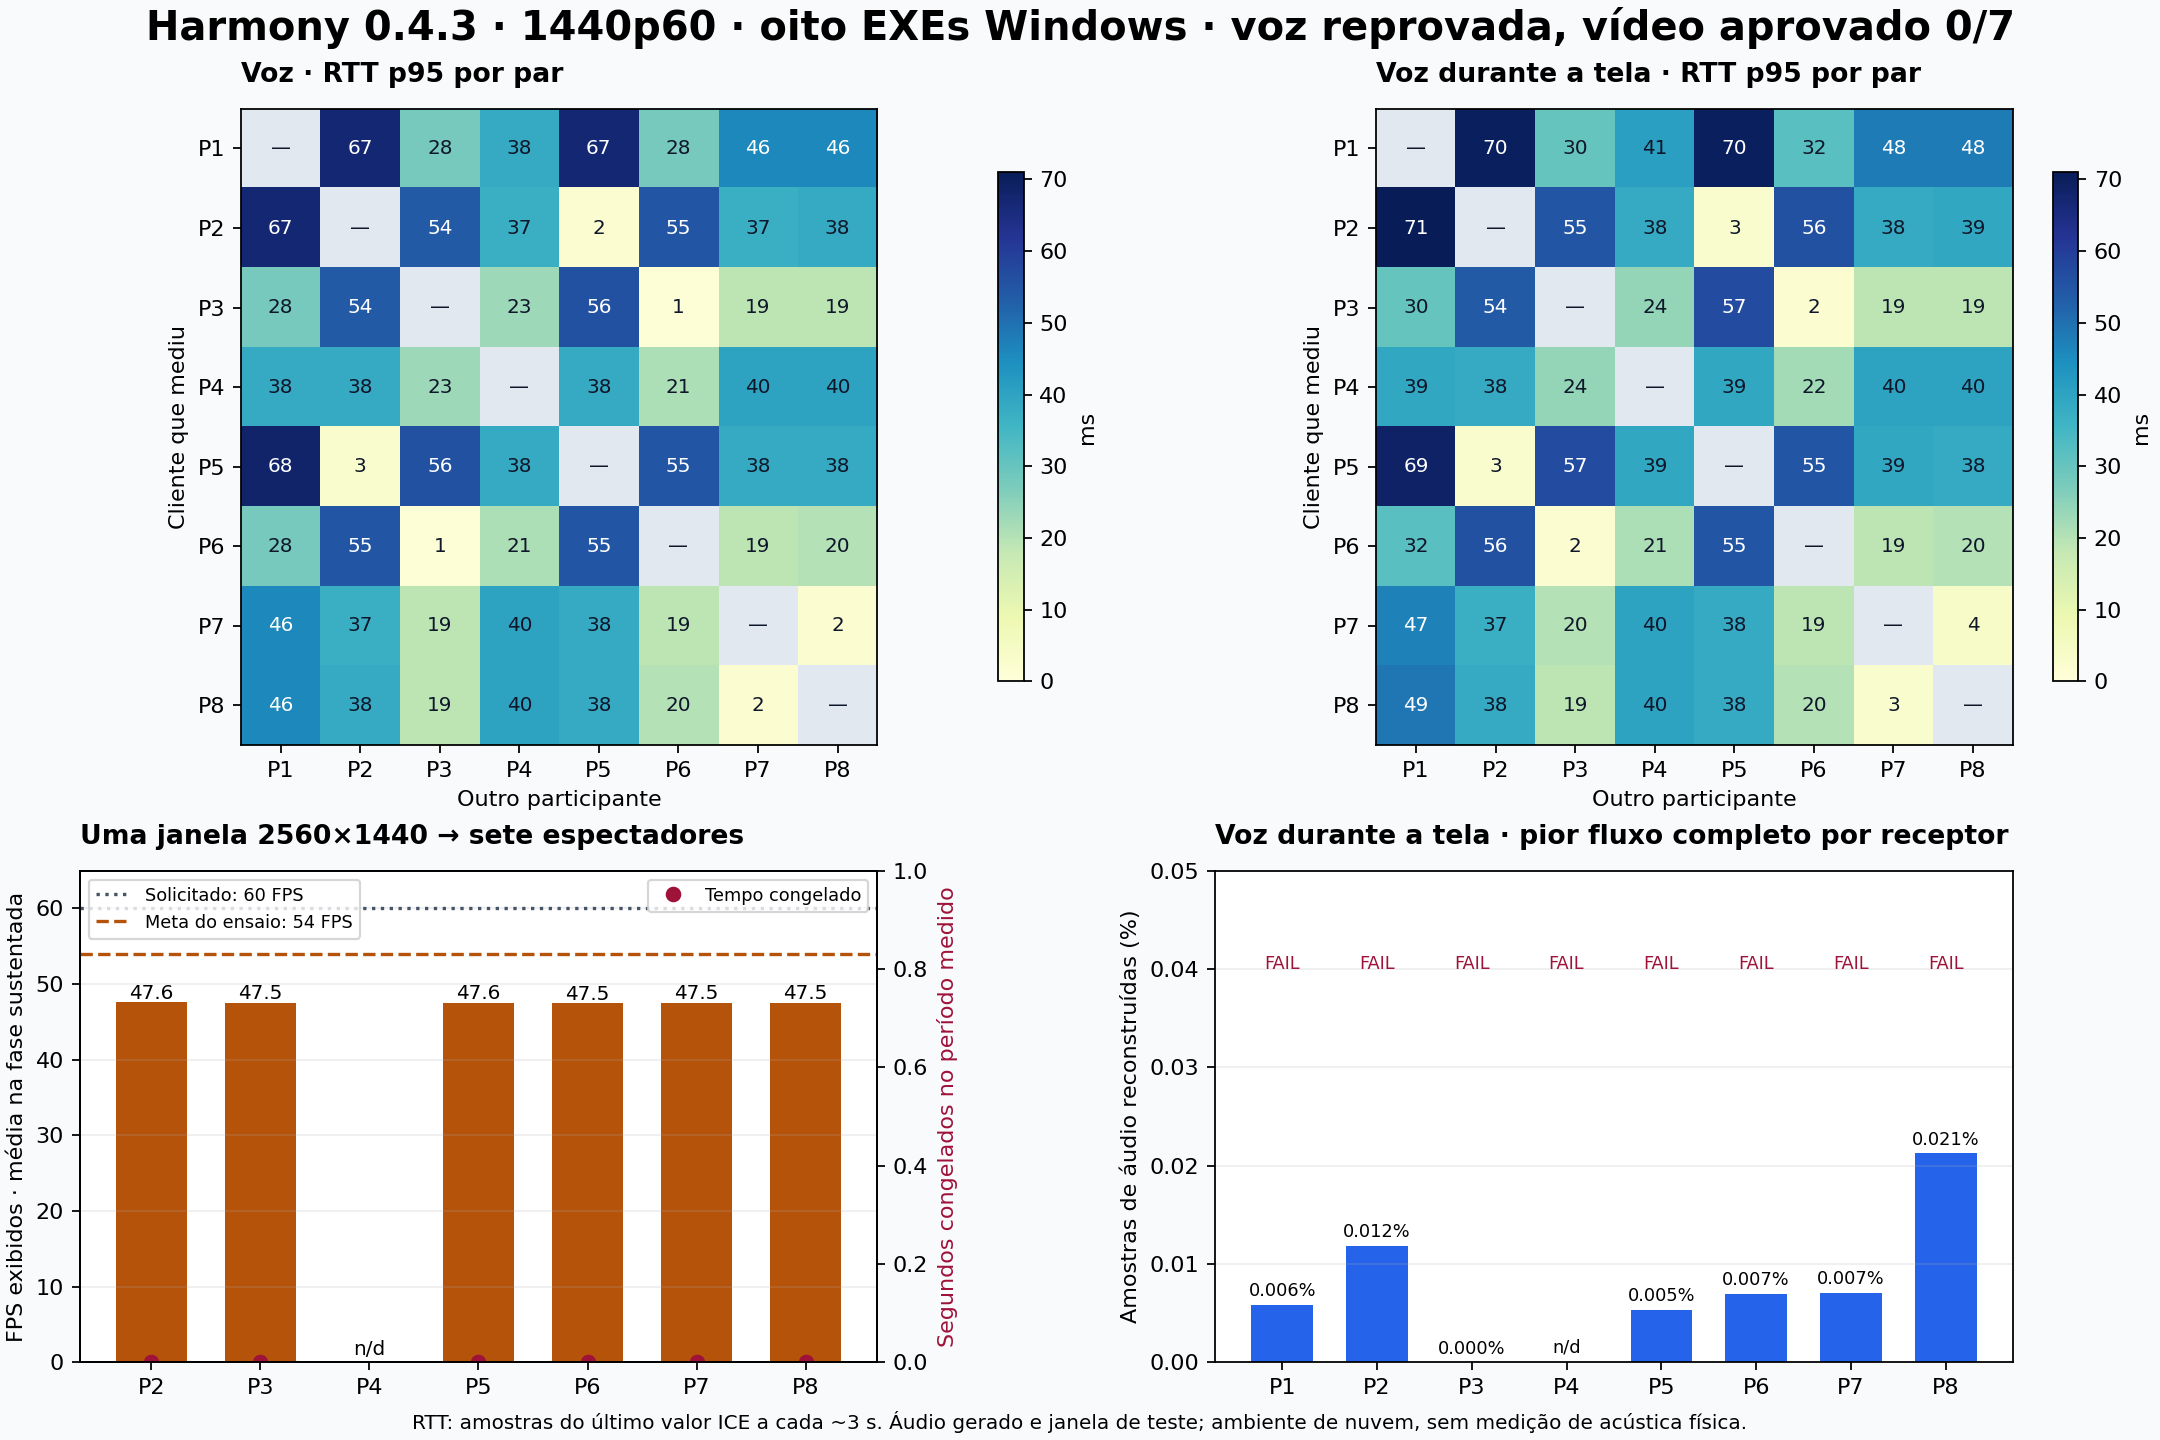 Harmony 0.4.3 · 1440p60 · oito EXEs Windows · voz reprovada, vídeo aprovado 0/7
Voz · RTT p95 por par
Cliente que mediu
P1 — 67 28 38 67 28 46 46
P2 67 — 54 37 2 55 37 38
P3 28 54 — 23 56 1 19 19
P4 38 38 23 — 38 21 40 40
P5 68 3 56 38 — 55 38 38
P6 28 55 1 21 55 — 19 20
P7 46 37 19 40 38 19 — 2
P8 46 38 19 40 38 20 2 —
P1 P2 P3 P4 P5 P6 P7 P8
Outro participante
70
60
50
40
30
20
10
0
ms
Voz durante a tela · RTT p95 por par
Cliente que mediu
P1 — 70 30 41 70 32 48 48
P2 71 — 55 38 3 56 38 39
P3 30 54 — 24 57 2 19 19
P4 39 38 24 — 39 22 40 40
P5 69 3 57 39 — 55 39 38
P6 32 56 2 21 55 — 19 20
P7 47 37 20 40 38 19 — 4
P8 49 38 19 40 38 20 3 —
P1 P2 P3 P4 P5 P6 P7 P8
Outro participante
70
60
50
40
30
20
10
0
ms
Uma janela 2560×1440 → sete espectadores
FPS exibidos · média na fase sustentada
60
50
40
30
20
10
0
Solicitado: 60 FPS
Meta do ensaio: 54 FPS
Tempo congelado
47.6 47.5 n/d 47.6 47.5 47.5 47.5
P2 P3 P4 P5 P6 P7 P8
1.0
0.8
0.6
0.4
0.2
0.0
Segundos congelados no período medido
Voz durante a tela · pior fluxo completo por receptor
Amostras de áudio reconstruídas (%)
0.05
0.04
0.03
0.02
0.01
0.00
FAIL FAIL FAIL FAIL FAIL FAIL FAIL FAIL
0.006% 0.012% 0.000% n/d 0.005% 0.007% 0.007% 0.021%
P1 P2 P3 P4 P5 P6 P7 P8
RTT: amostras do último valor ICE a cada ~3 s. Áudio gerado e janela de teste; ambiente de nuvem, sem medição de acústica física.